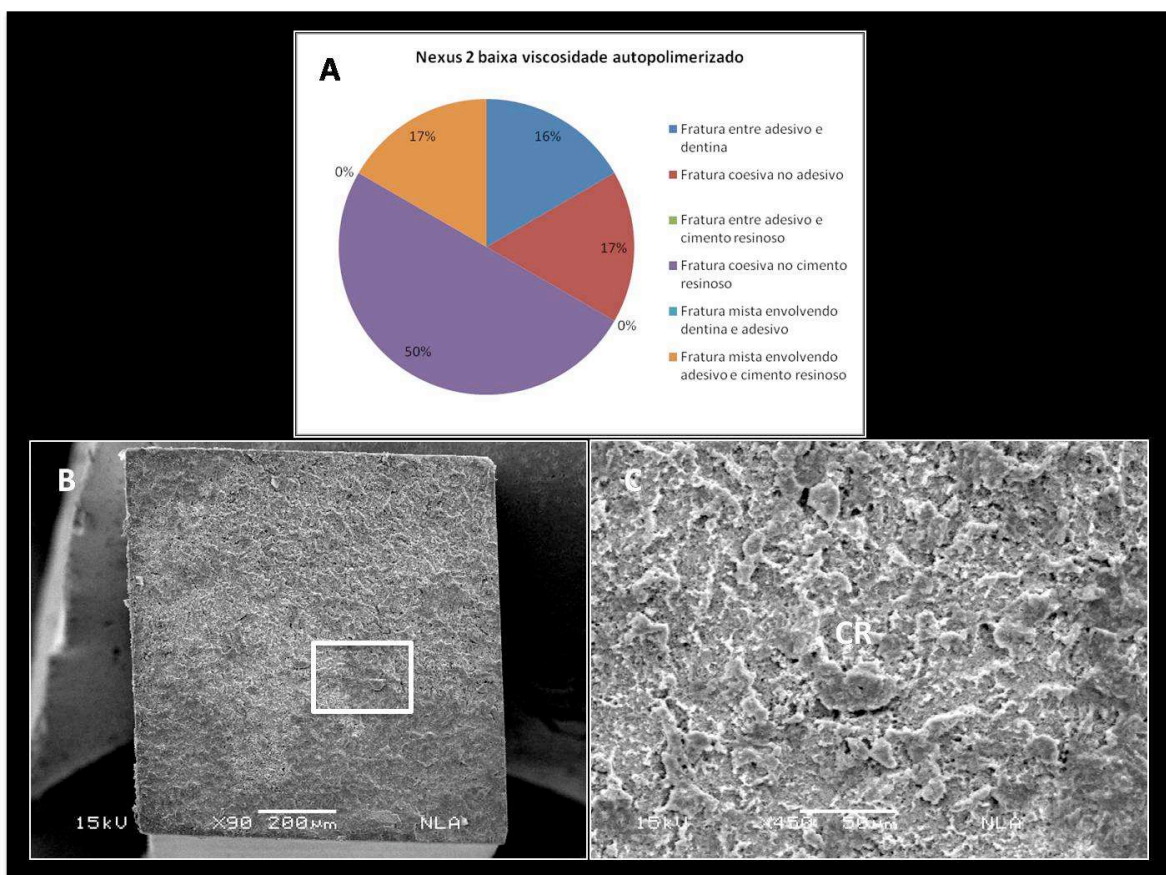 A
Nexus 2 baixa viscosidade autopolimerizado
17%
16%
0%
17%
0%
50%
Fratura entre adesivo e
dentina
Fratura coesiva no adesivo
Fratura entre adesivo e
cimento resinoso
Fratura coesiva no cimento
resinoso
Fratura mista envolvendo
dentina e adesivo
Fratura mista envolvendo
adesivo e cimento resinoso
B
15kV X90 200µm NLA
C
CR
15kV X450 50µm NLA